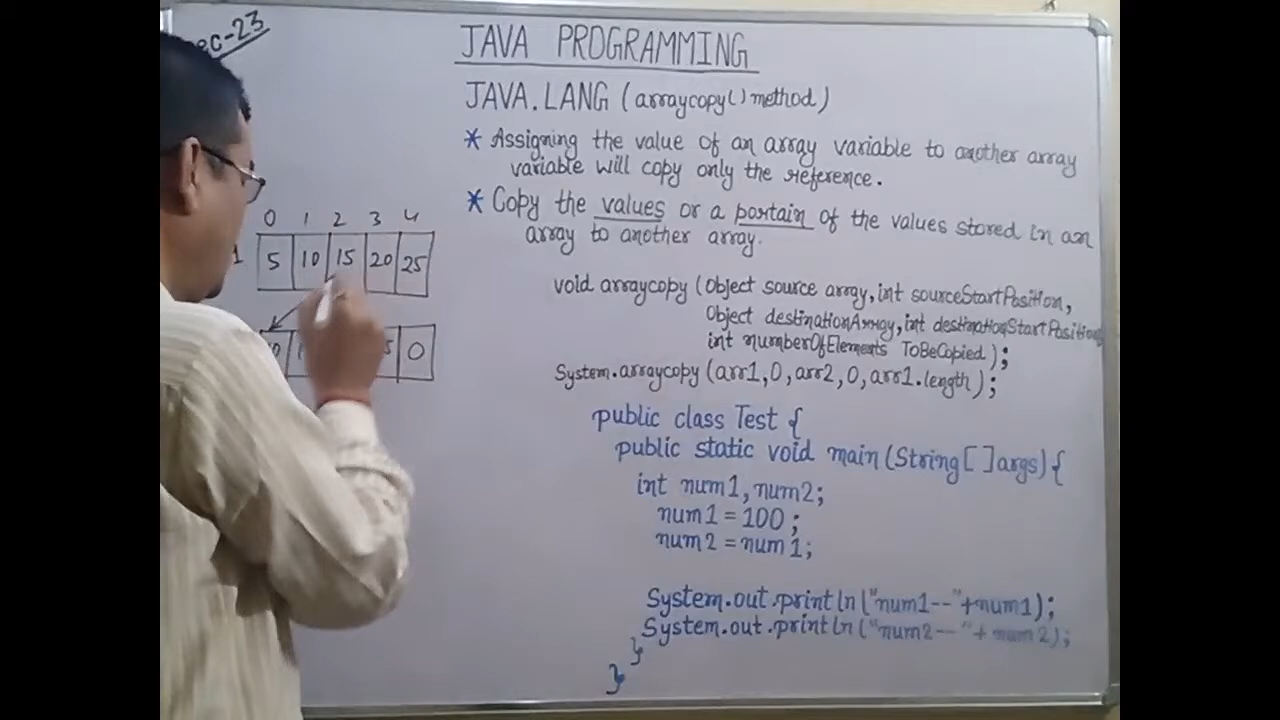 ec-23
JAVA PROGRAMMING
JAVA.LANG (arraycopy() method)
* Assigning the value of an array variable to another array
variable will copy only the reference.
* Copy the values or a portain of the values stored in an
array to another array.
void arraycopy (Object source array, int sourceStartPosition,
Object destinationArray, int destinationStartPosition
int numberOfElements ToBeCopied);
System.arraycopy (arr1, 0, arr2, 0, arr1.length);
public class Test {
public static void main (String [ ] args) {
int num1, num2;
num1 = 100;
num2 = num1;
System.out.println ("num1--"+num1);
System.out.println ("num2--"+ num2);
}
}
0 1 2 3 4
1 5 10 15 20 25
0